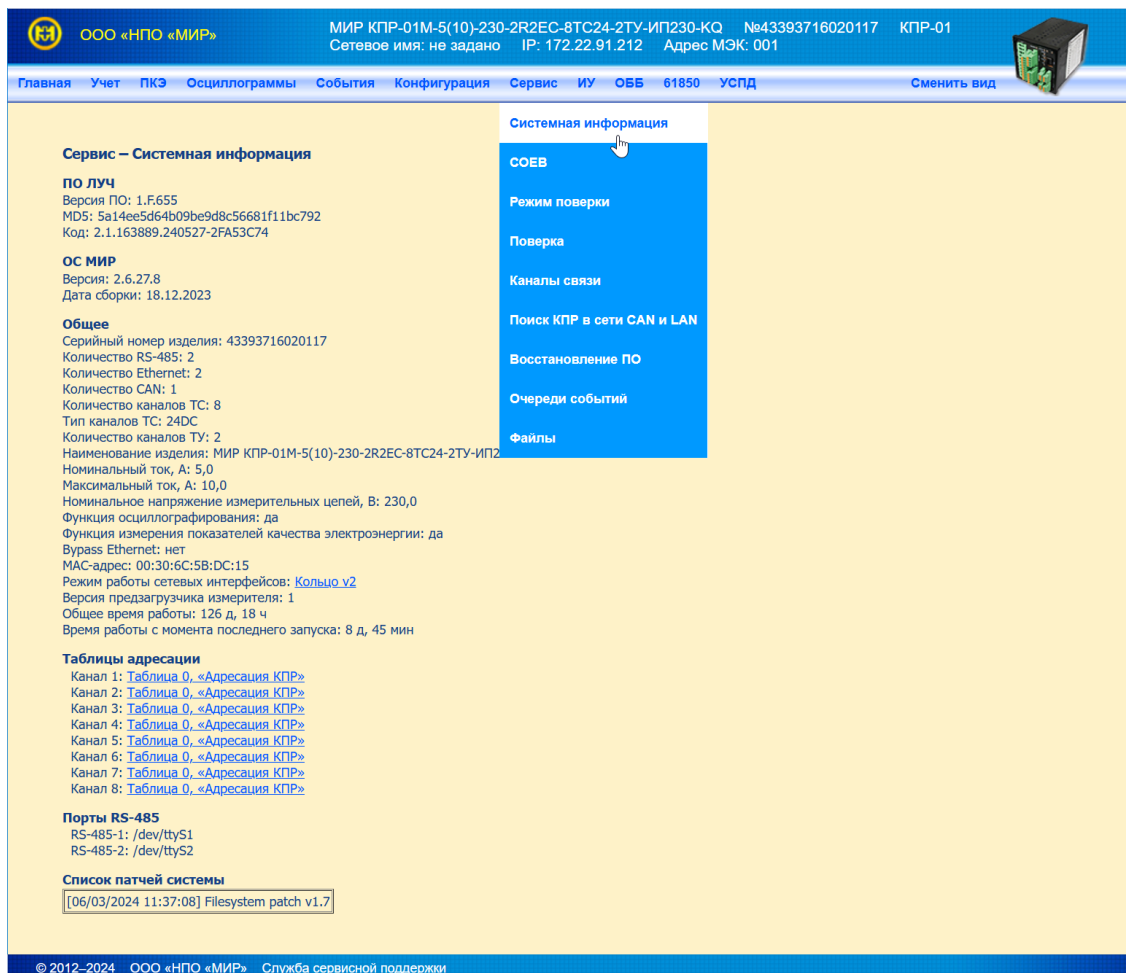 ООО «НПО «МИР»
МИР КПР-01М-5(10)-230-2R2EC-8ТС24-2ТУ-ИП230-KQ №43393716020117 КПР-01
Сетевое имя: не задано IP: 172.22.91.212 Адрес МЭК: 001
Главная Учет ПКЭ Осциллограммы События Конфигурация Сервис ИУ ОББ 61850 УСПД Сменить вид
Системная информация
СОЕВ
Режим поверки
Поверка
Каналы связи
Поиск КПР в сети CAN и LAN
Восстановление ПО
Очереди событий
Файлы
Сервис – Системная информация
ПО ЛУЧ
Версия ПО: 1.F.655
MD5: 5a14ee5d64b09be9d8c56681f11bc792
Код: 2.1.163889.240527-2FA53C74
ОС МИР
Версия: 2.6.27.8
Дата сборки: 18.12.2023
Общее
Серийный номер изделия: 43393716020117
Количество RS-485: 2
Количество Ethernet: 2
Количество CAN: 1
Количество каналов ТС: 8
Тип каналов ТС: 24DC
Количество каналов ТУ: 2
Наименование изделия: МИР КПР-01М-5(10)-230-2R2EC-8ТС24-2ТУ-ИП2
Номинальный ток, А: 5,0
Максимальный ток, А: 10,0
Номинальное напряжение измерительных цепей, В: 230,0
Функция осциллографирования: да
Функция измерения показателей качества электроэнергии: да
Bypass Ethernet: нет
MAC-адрес: 00:30:6C:5B:DC:15
Режим работы сетевых интерфейсов: Кольцо v2
Версия предзагрузчика измерителя: 1
Общее время работы: 126 д, 18 ч
Время работы с момента последнего запуска: 8 д, 45 мин
Таблицы адресации
Канал 1: Таблица 0, «Адресация КПР»
Канал 2: Таблица 0, «Адресация КПР»
Канал 3: Таблица 0, «Адресация КПР»
Канал 4: Таблица 0, «Адресация КПР»
Канал 5: Таблица 0, «Адресация КПР»
Канал 6: Таблица 0, «Адресация КПР»
Канал 7: Таблица 0, «Адресация КПР»
Канал 8: Таблица 0, «Адресация КПР»
Порты RS-485
RS-485-1: /dev/ttyS1
RS-485-2: /dev/ttyS2
Список патчей системы
[06/03/2024 11:37:08] Filesystem patch v1.7
© 2012–2024 ООО «НПО «МИР» Служба сервисной поддержки